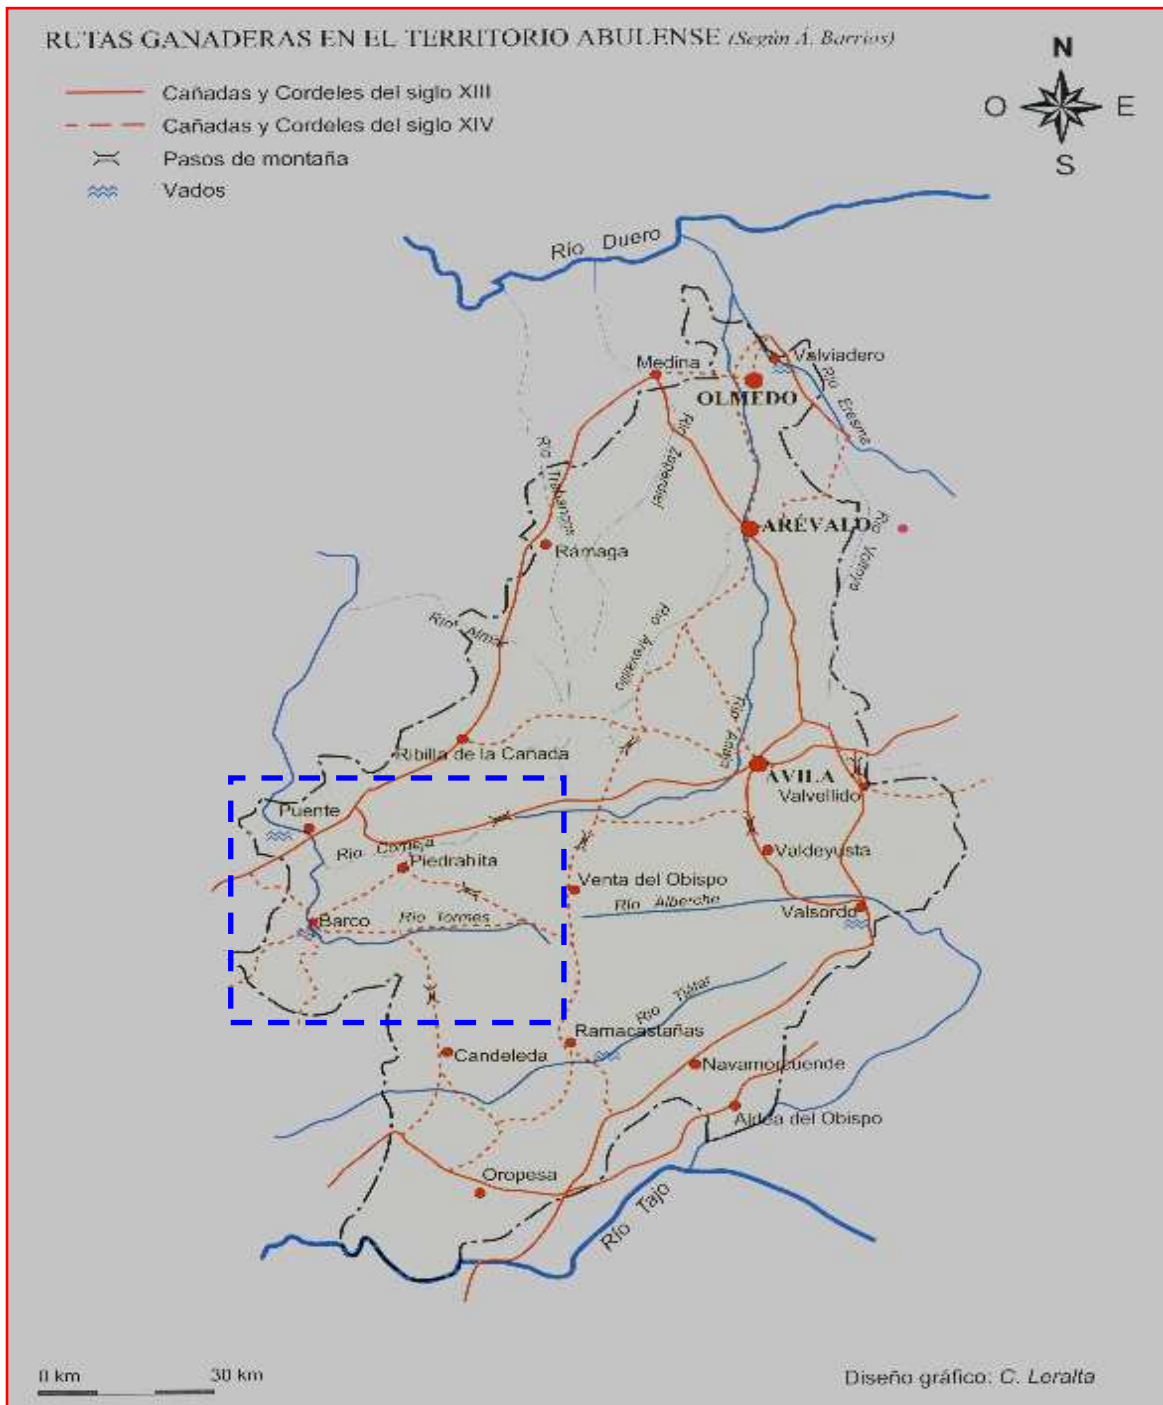 RUTAS GANADERAS EN EL TERRITORIO ABULENSE (Según Á. Barrios)
Cañadas y Cordeles del siglo XIII
Cañadas y Cordeles del siglo XIV
Pasos de montaña
Vados
N
O
E
S
Río Duero
Medina
Valviadero
OLMEDO
Río Eresma
Río Zapardiel
Río Trabancos
ARÉVALO
Río Voltoya
Rámaga
Río Almar
Río Arevalillo
Río Adaja
Ribilla de la Cañada
ÁVILA
Valvellido
Puente
Río Corneja
Piedrahita
Valdeyusta
Venta del Obispo
Río Alberche
Valsordo
Barco
Río Tormes
Río Tiétar
Ramacastañas
Candeleda
Navamorcuende
Aldea del Obispo
Oropesa
Río Tajo
0 km
30 km
Diseño gráfico: C. Leralta